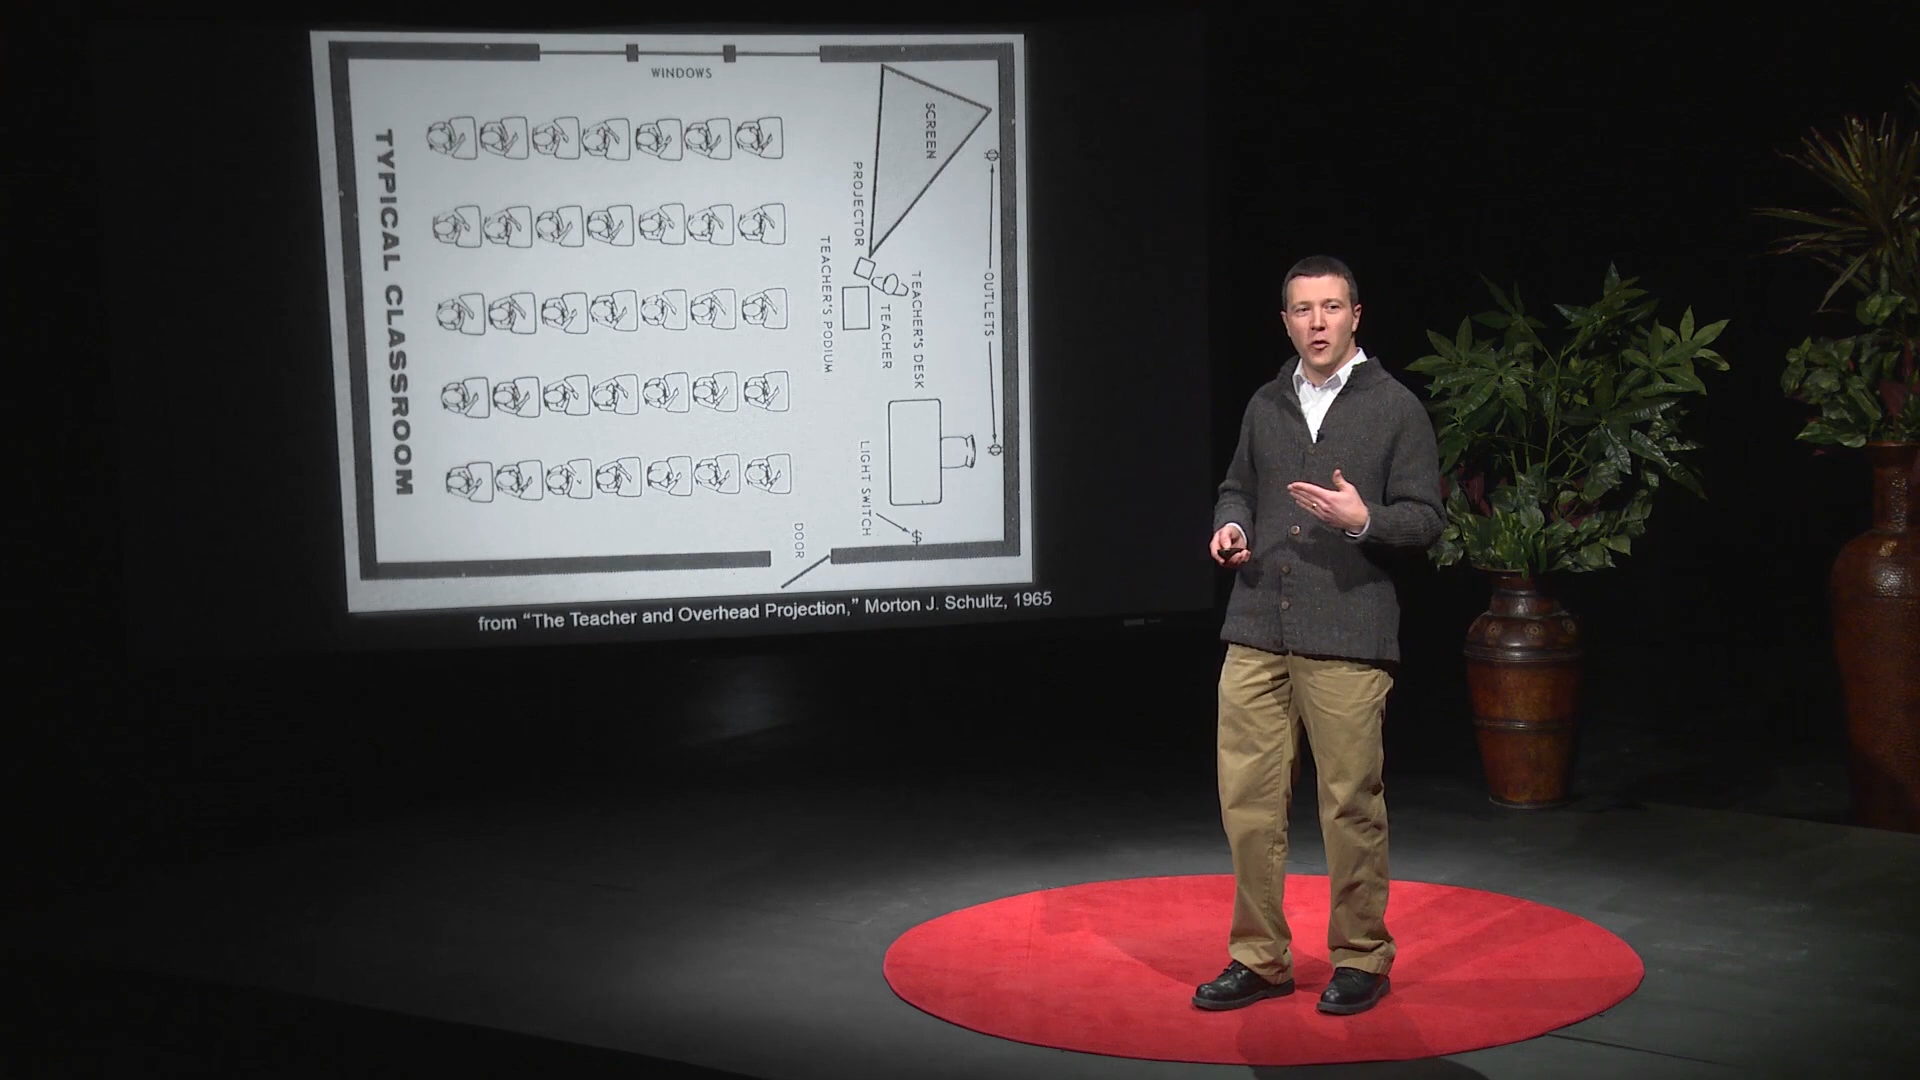 WINDOWS
SCREEN
PROJECTOR
TEACHER'S PODIUM
TEACHER
TEACHER'S DESK
OUTLETS
LIGHT SWITCH
DOOR
TYPICAL CLASSROOM
from “The Teacher and Overhead Projection,” Morton J. Schultz, 1965